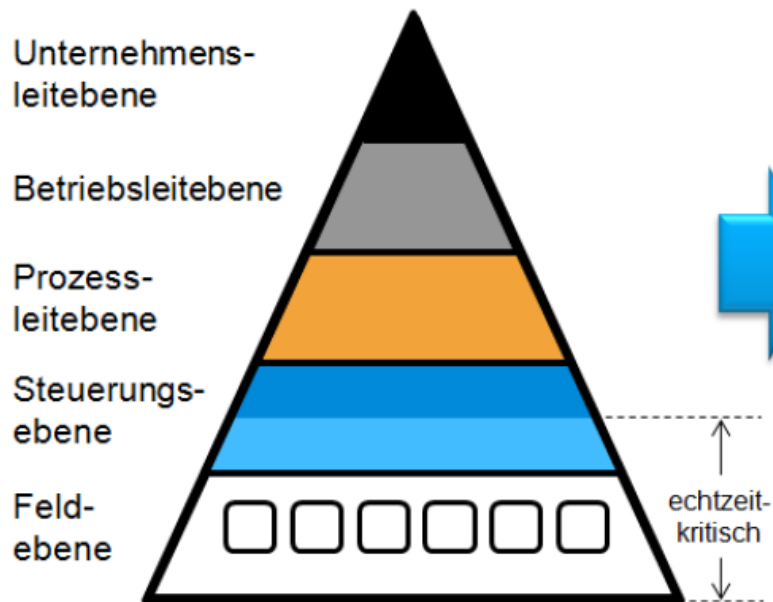 Unternehmens-
leitebene
Betriebsleitebene
Prozess-
leitebene
Steuerungs-
ebene
Feld-
ebene
echtzeit-
kritisch